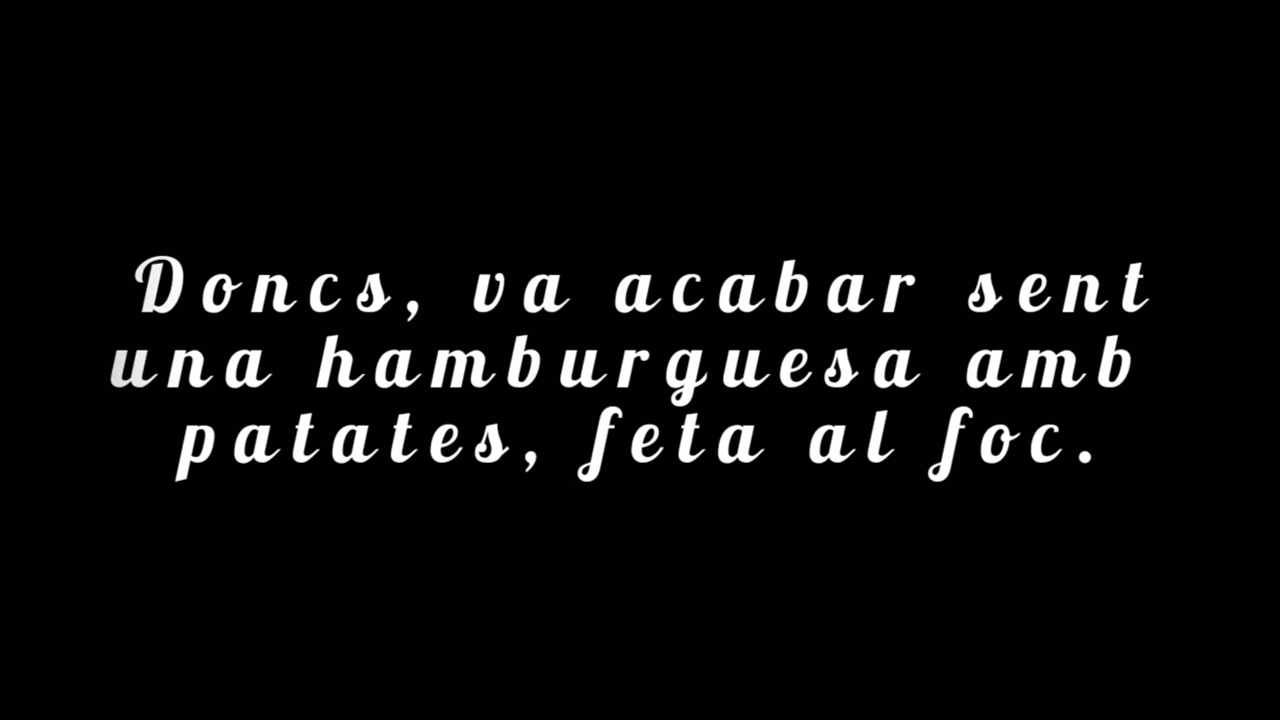 Doncs, va acabar sent
una hamburguesa amb
patates, feta al foc.